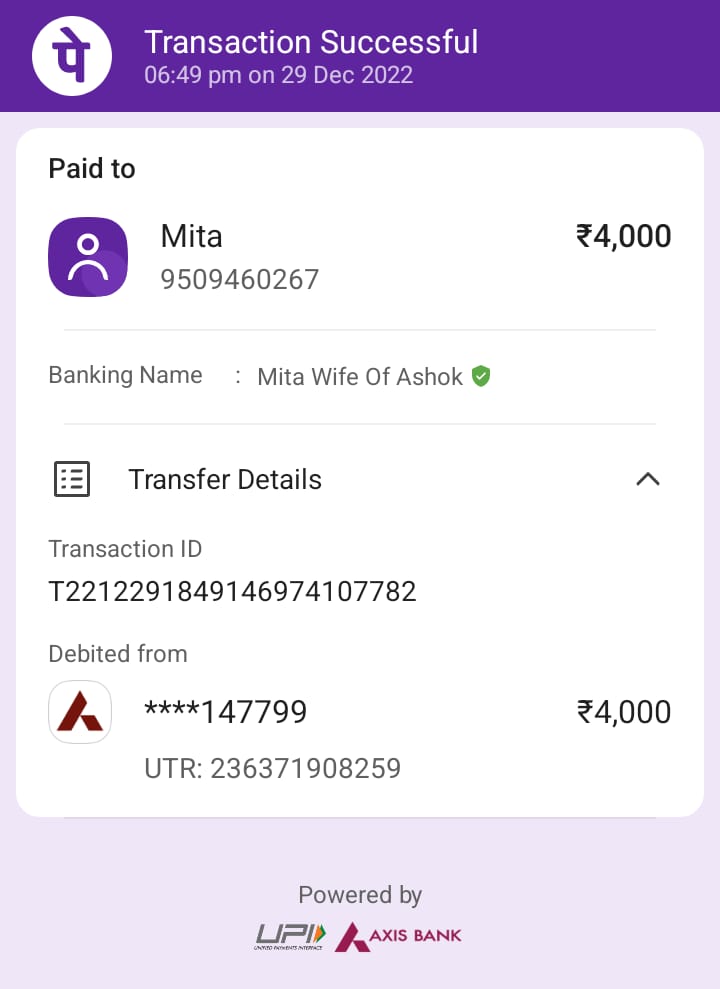 पे
Transaction Successful
06:49 pm on 29 Dec 2022
Paid to
Mita
₹4,000
9509460267
Banking Name : Mita Wife Of Ashok
Transfer Details
Transaction ID
T2212291849146974107782
Debited from
****147799
₹4,000
UTR: 236371908259
Powered by
UPI
UNIFIED PAYMENTS INTERFACE
AXIS BANK